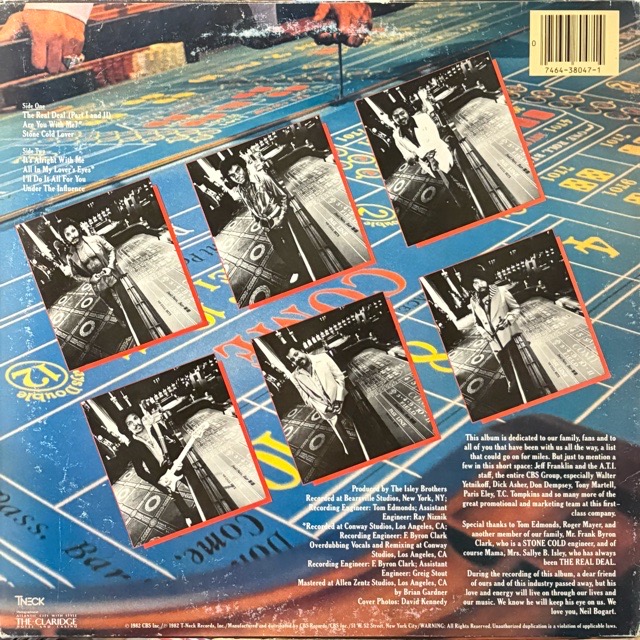 0
7464-38047-1
Side One
The Real Deal (Part I and II)
Are You With Me?*
Stone Cold Lover
Side Two
It's Alright With Me
All In My Lover's Eyes*
I'll Do It All For You
Under The Influence
COME
12
Double
2
4
Pass Bar
Don't
Come
Produced by The Isley Brothers
Recorded at Bearsville Studios, New York, NY;
Recording Engineer: Tom Edmonds; Assistant
Engineer: Ray Niznik
*Recorded at Conway Studios, Los Angeles, CA;
Recording Engineer: F. Byron Clark
Overdubbing Vocals and Remixing at Conway
Studios, Los Angeles, CA
Recording Engineer: F. Byron Clark; Assistant
Engineer: Greig Stout
Mastered at Allen Zentz Studios, Los Angeles, CA
by Brian Gardner
Cover Photos: David Kennedy
This album is dedicated to our family, fans and to
all of you that have been with us all the way, a list
that could go on for miles. But just to mention a
few in this short space: Jeff Franklin and the A.T.I.
staff, the entire CBS Group, especially Walter
Yetnikoff, Dick Asher, Don Dempsey, Tony Martell,
Paris Eley, T.C. Tompkins and so many more of the
great promotional and marketing team at this first-
class company.
Special thanks to Tom Edmonds, Roger Mayer, and
another member of our family, Mr. Frank Byron
Clark, who is a STONE COLD engineer, and of
course Mama, Mrs. Sallye B. Isley, who has always
been THE REAL DEAL.
During the recording of this album, a dear friend
of ours and of this industry passed away, but his
love and energy will live on through our lives and
our music. We know he will keep his eye on us. We
love you, Neil Bogart.
T-NECK
ATLANTIC CITY WITH STYLE
THE CLARIDGE
© 1982 CBS Inc./℗ 1982 T-Neck Records, Inc./Manufactured and distributed by CBS Records/CBS Inc./51 W. 52 Street, New York/WARNING: All Rights Reserved. Unauthorized duplication is a violation of applicable laws.